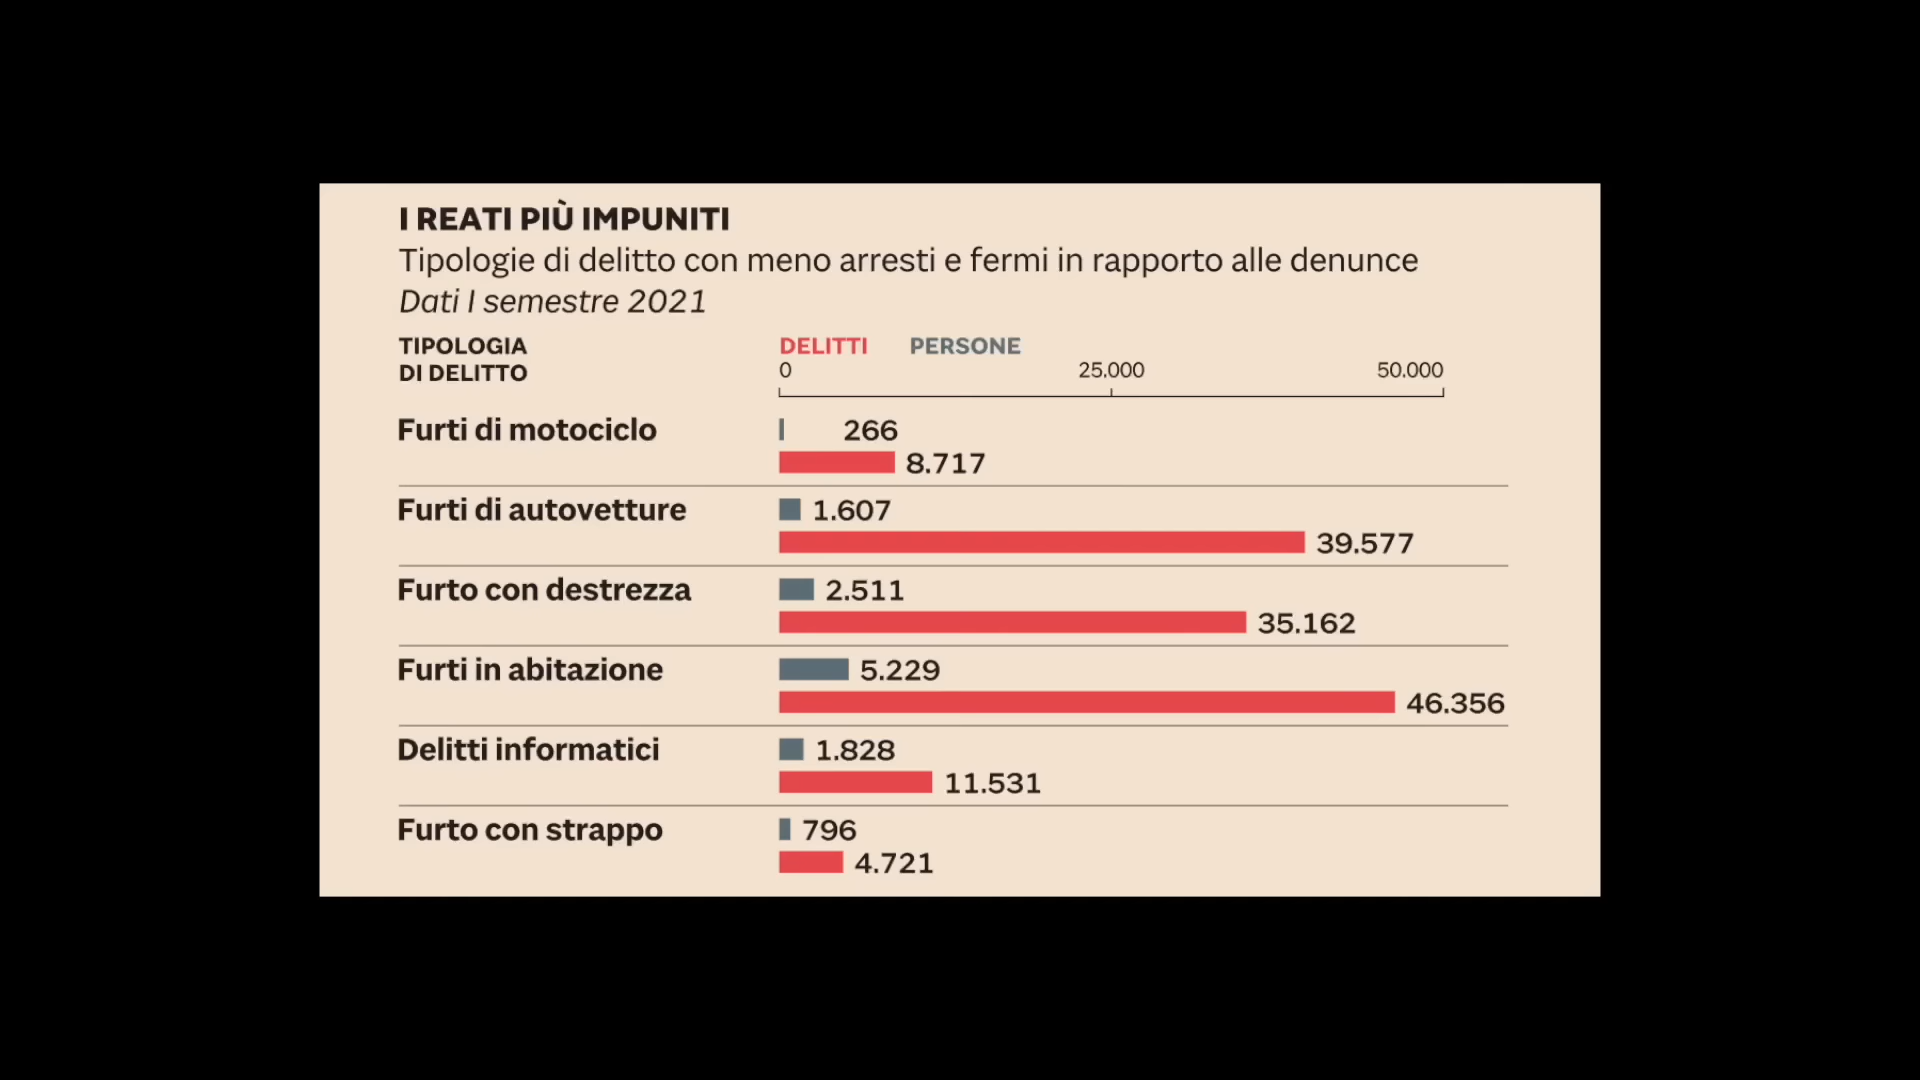 I REATI PIÙ IMPUNITI
Tipologie di delitto con meno arresti e fermi in rapporto alle denunce
Dati I semestre 2021
TIPOLOGIA
DI DELITTO
DELITTI PERSONE
0 25.000 50.000
Furti di motociclo 266
8.717
Furti di autovetture 1.607
39.577
Furto con destrezza 2.511
35.162
Furti in abitazione 5.229
46.356
Delitti informatici 1.828
11.531
Furto con strappo 796
4.721